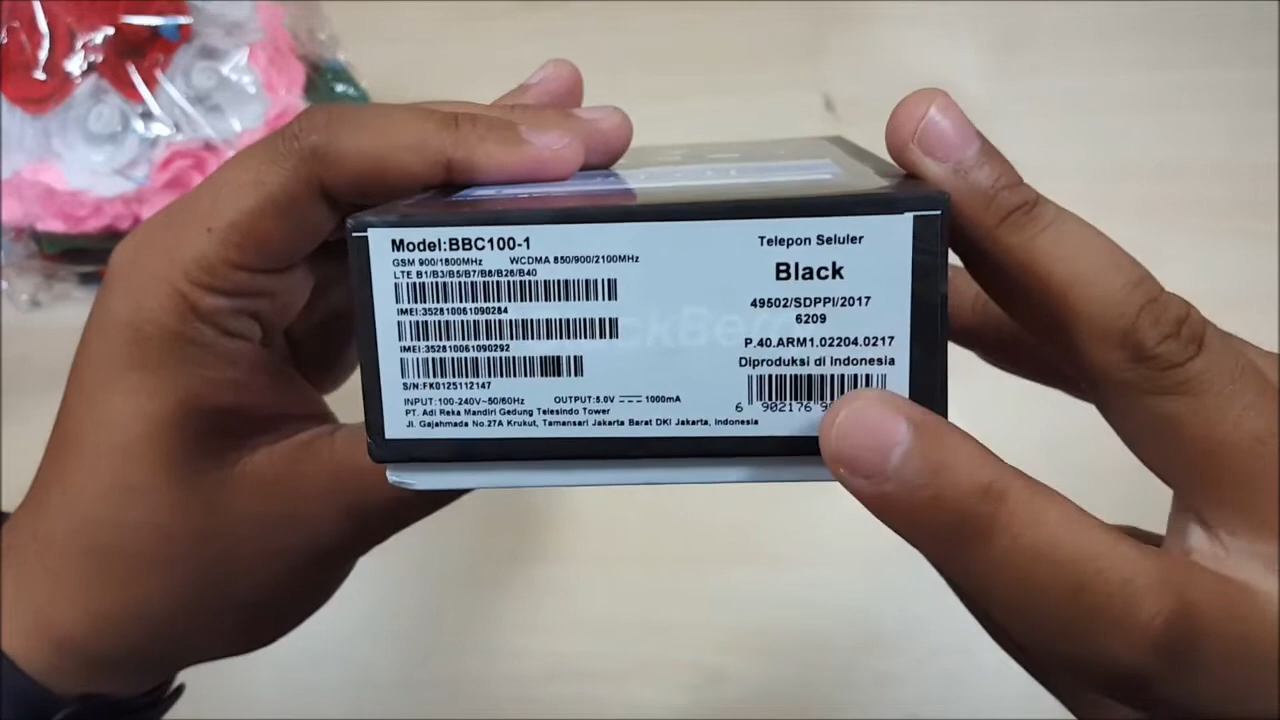 Model:BBC100-1
GSM 900/1800MHz WCDMA 850/900/2100MHz
LTE B1/B3/B5/B7/B8/B26/B40
IMEI:352810061090284
IMEI:352810061090292
S/N:FK0125112147
INPUT:100-240V~50/60Hz OUTPUT:5.0V 1000mA
PT. Adi Reka Mandiri Gedung Telesindo Tower
Jl. Gajahmada No.27A Krukut, Tamansari Jakarta Barat DKI Jakarta, Indonesia
Telepon Seluler
Black
49502/SDPPI/2017
6209
P.40.ARM1.02204.0217
Diproduksi di Indonesia
6 902176